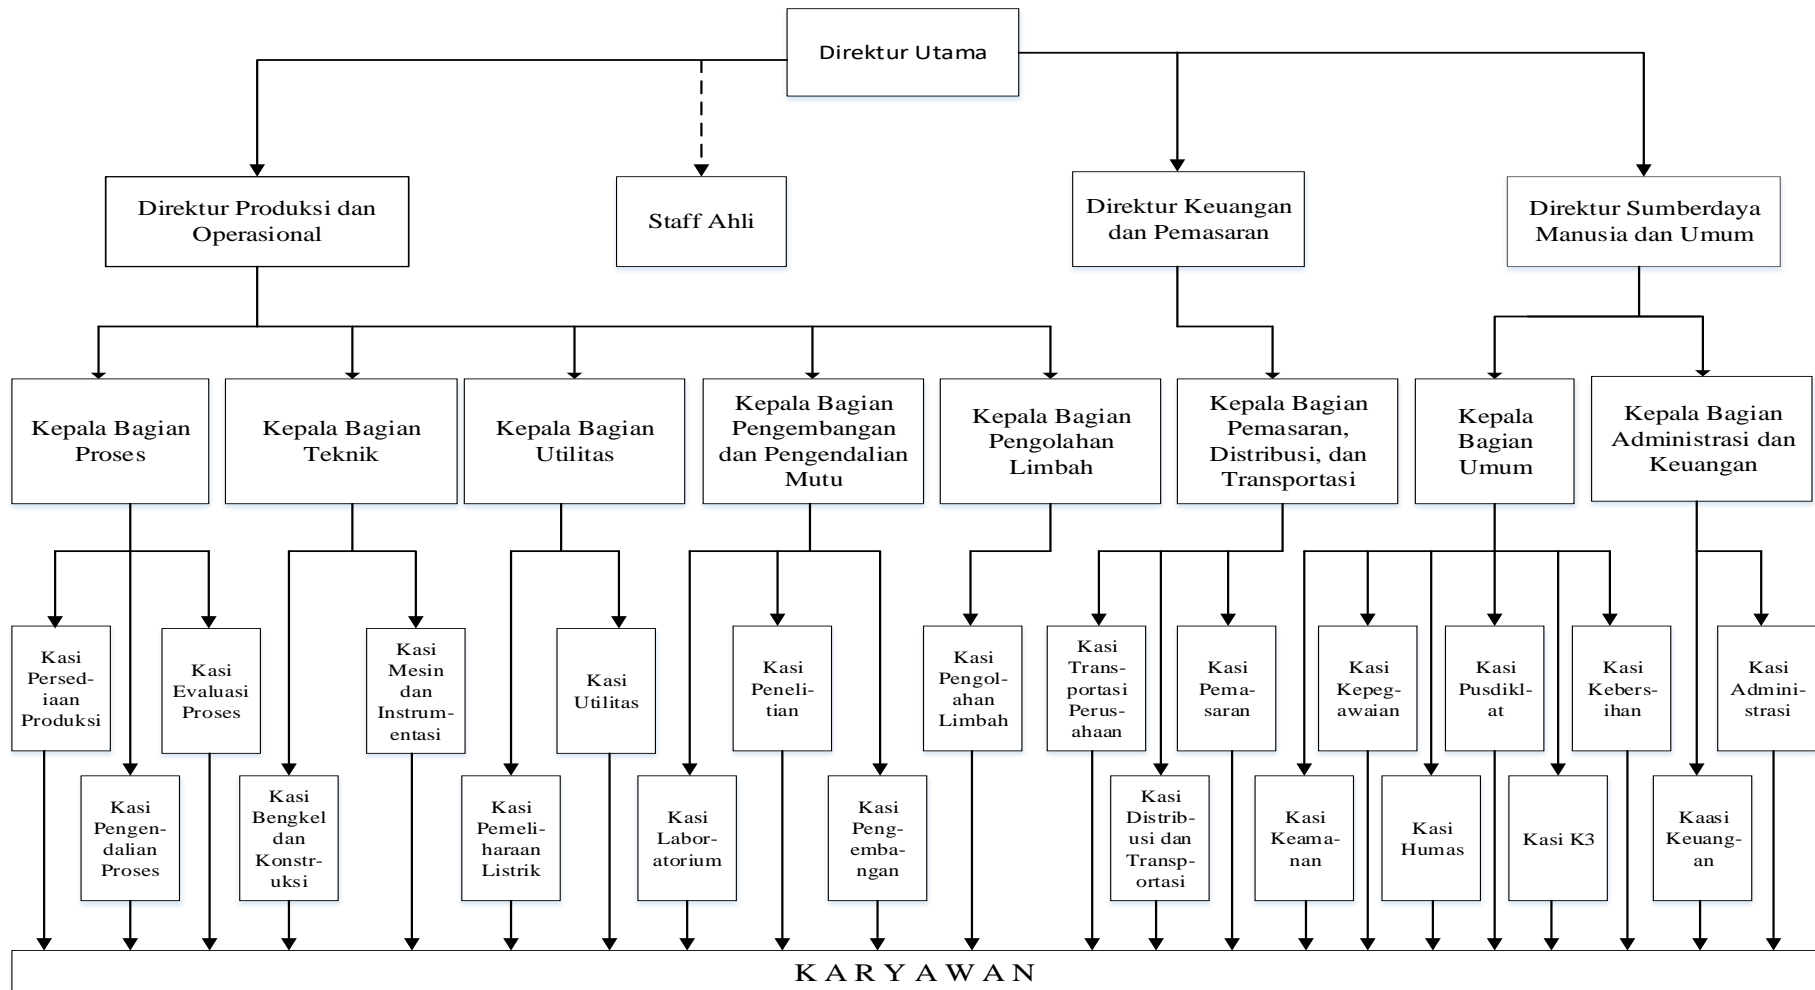 Direktur Utama
Direktur Produksi dan
Operasional
Staff Ahli
Direktur Keuangan
dan Pemasaran
Direktur Sumberdaya
Manusia dan Umum
Kepala Bagian
Proses
Kepala Bagian
Teknik
Kepala Bagian
Utilitas
Kepala Bagian
Pengembangan
dan Pengendalian
Mutu
Kepala Bagian
Pengolahan
Limbah
Kepala Bagian
Pemasaran,
Distribusi, dan
Transportasi
Kepala
Bagian
Umum
Kepala Bagian
Administrasi dan
Keuangan
Kasi
Persed-
iaan
Produksi
Kasi
Evaluasi
Proses
Kasi
Mesin
dan
Instrum-
entasi
Kasi
Utilitas
Kasi
Peneli-
tian
Kasi
Pengol-
ahan
Limbah
Kasi
Trans-
portasi
Perus-
ahaan
Kasi
Pema-
saran
Kasi
Kepeg-
awaian
Kasi
Pusdikl-
at
Kasi
Kebers-
ihan
Kasi
Admini-
strasi
Kasi
Pengen-
dalian
Proses
Kasi
Bengkel
dan
Konstr-
uksi
Kasi
Pemeli-
haraan
Listrik
Kasi
Labor-
atorium
Kasi
Peng-
emba-
ngan
Kasi
Distrib-
usi dan
Transp-
ortasi
Kasi
Keama-
nan
Kasi
Humas
Kasi K3
Kaasi
Keuang-
an
K A R Y A W A N